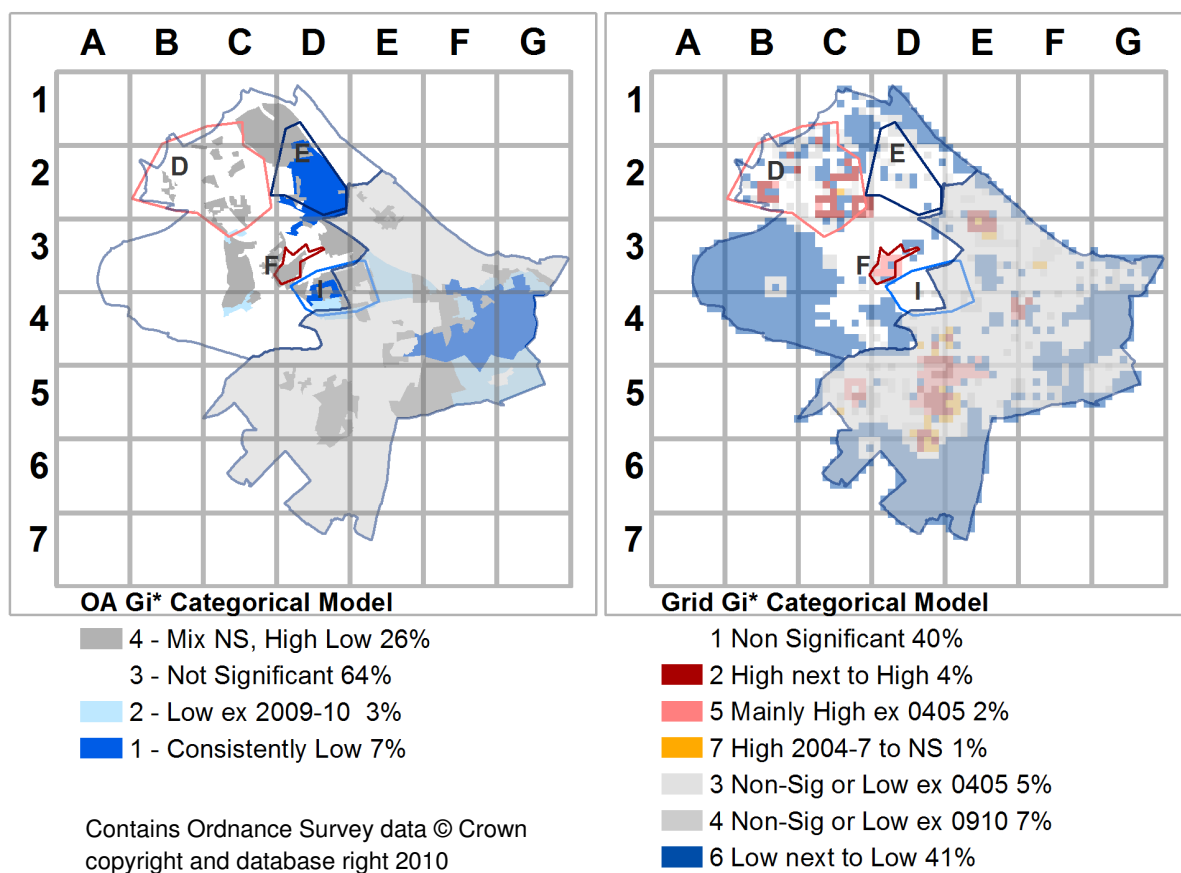 A B C D E F G
1
2
3
4
5
6
7
D
E
F
I
OA Gi* Categorical Model
4 - Mix NS, High Low 26%
3 - Not Significant 64%
2 - Low ex 2009-10 3%
1 - Consistently Low 7%
Contains Ordnance Survey data © Crown
copyright and database right 2010
A B C D E F G
1
2
3
4
5
6
7
D
E
F
I
Grid Gi* Categorical Model
1 Non Significant 40%
2 High next to High 4%
5 Mainly High ex 0405 2%
7 High 2004-7 to NS 1%
3 Non-Sig or Low ex 0405 5%
4 Non-Sig or Low ex 0910 7%
6 Low next to Low 41%